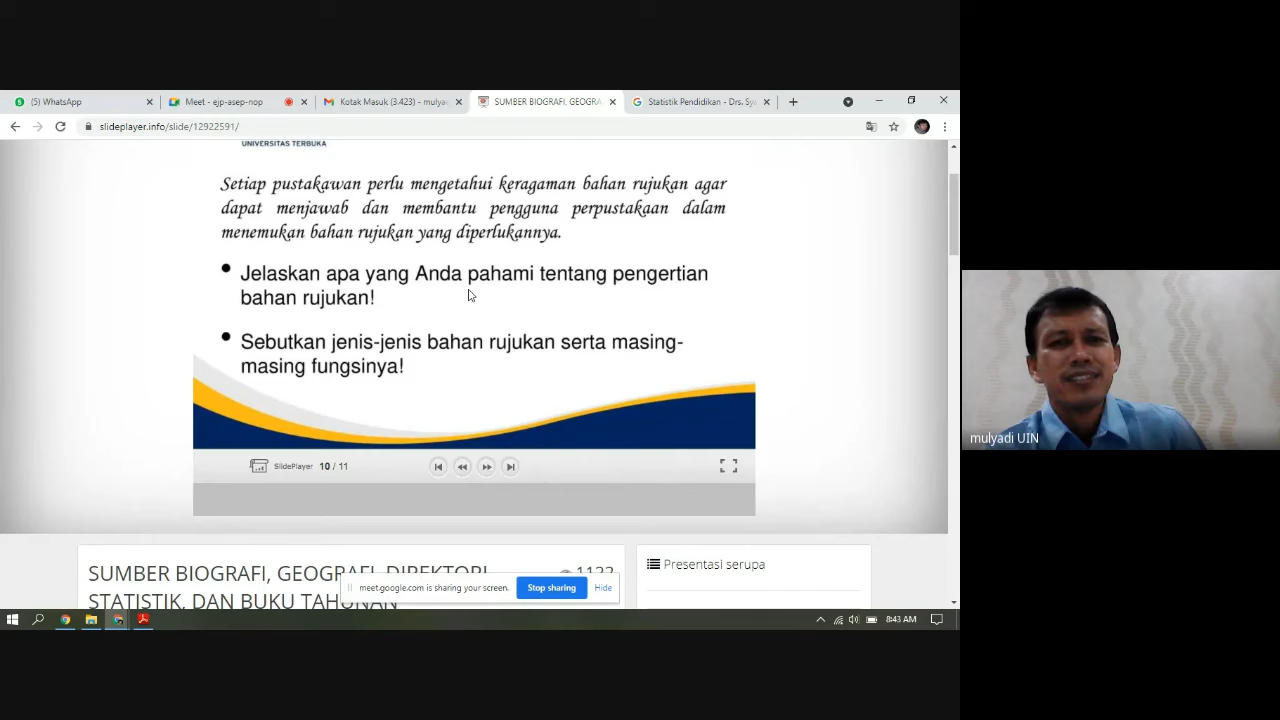 (5) WhatsApp
Meet - ejp-asep-nop
Kotak Masuk (3.423) - mulya
SUMBER BIOGRAFI, GEOGRA
Statistik Pendidikan - Drs. Sya
slideplayer.info/slide/12922591/
UNIVERSITAS TERBUKA
Setiap pustakawan perlu mengetahui keragaman bahan rujukan agar
dapat menjawab dan membantu pengguna perpustakaan dalam
menemukan bahan rujukan yang diperlukannya.
• Jelaskan apa yang Anda pahami tentang pengertian
bahan rujukan!
• Sebutkan jenis-jenis bahan rujukan serta masing-
masing fungsinya!
SlidePlayer 10 / 11
mulyadi UIN
SUMBER BIOGRAFI, GEOGRAFI, DIREKTORI,
STATISTIK, DAN BUKU TAHUNAN
Presentasi serupa
meet.google.com is sharing your screen.
Stop sharing
Hide
8:43 AM